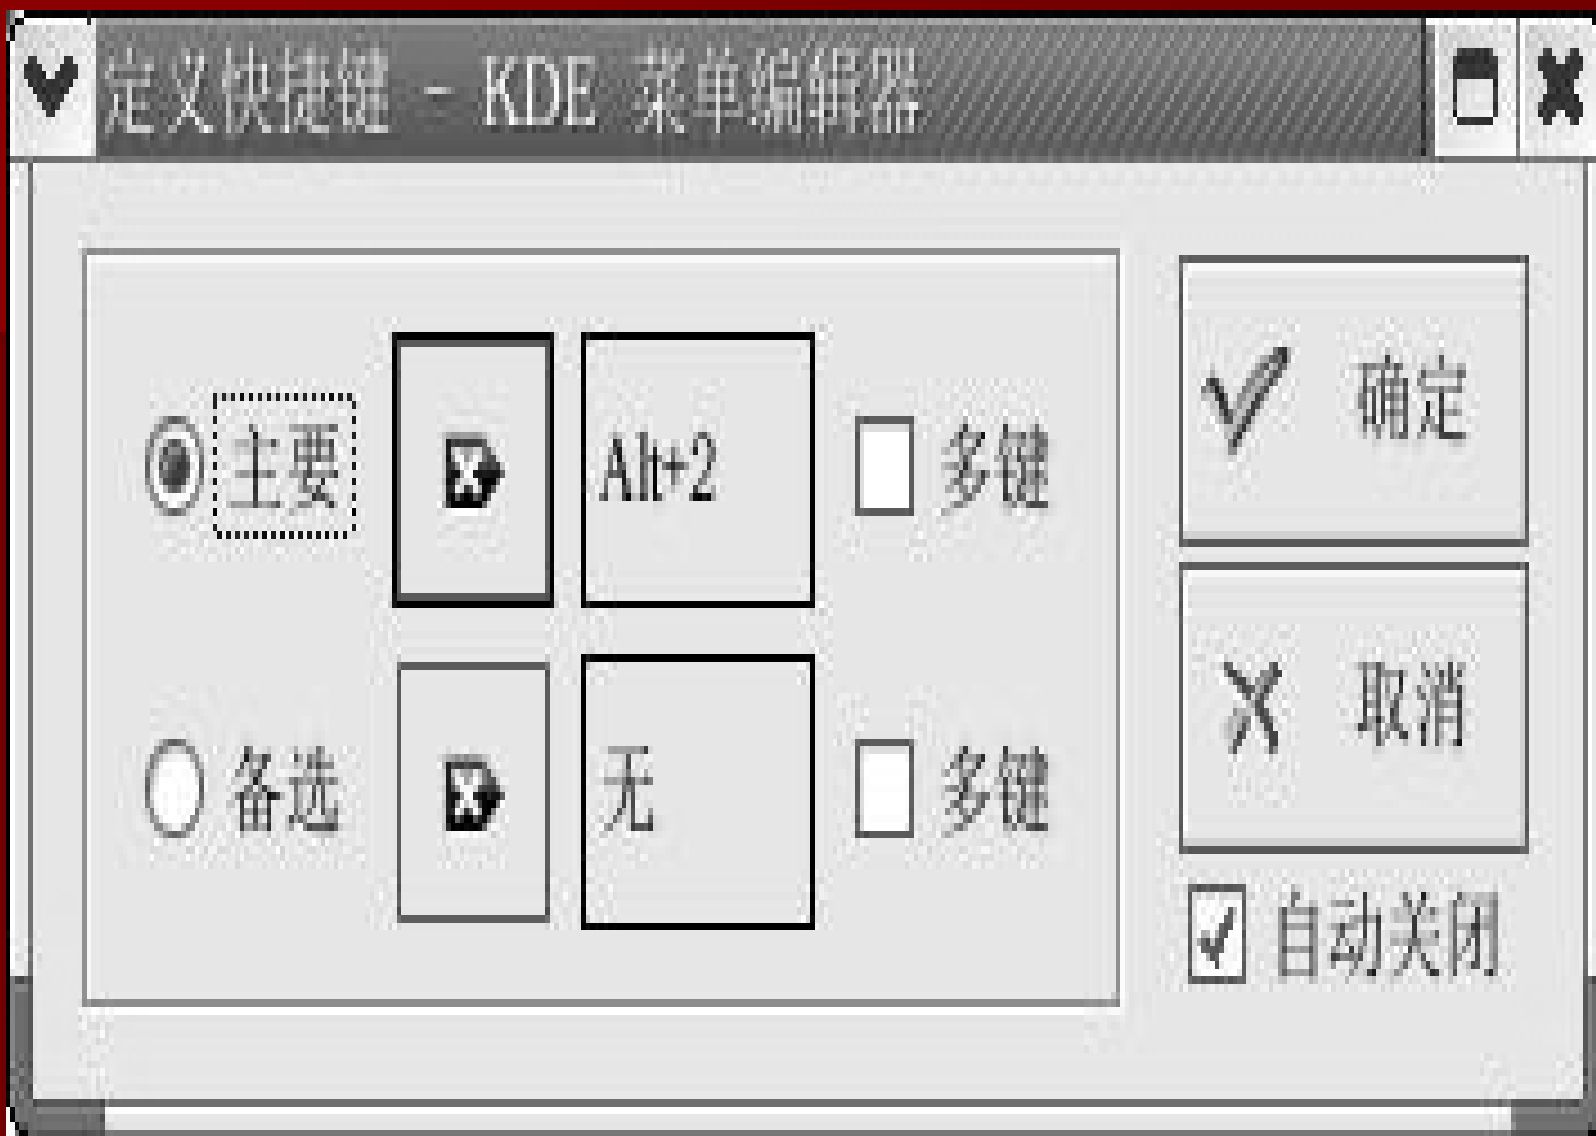 定义快捷键 - KDE 菜单编辑器
主要 Alt+2 多键
备选 无 多键
确定
取消
自动关闭